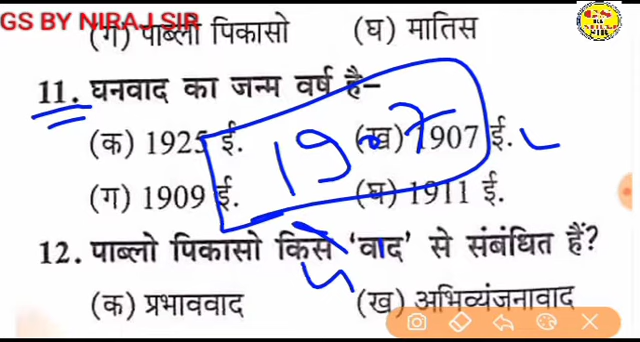 GS BY NIRAJ SIR
(ग) पाब्लो पिकासो (घ) मातिस
11. घनवाद का जन्म वर्ष है–
(क) 1925 ई. (ख) 1907 ई.
(ग) 1909 ई. (घ) 1911 ई.
1907
12. पाब्लो पिकासो किस 'वाद' से संबंधित हैं?
(क) प्रभाववाद (ख) अभिव्यंजनावाद